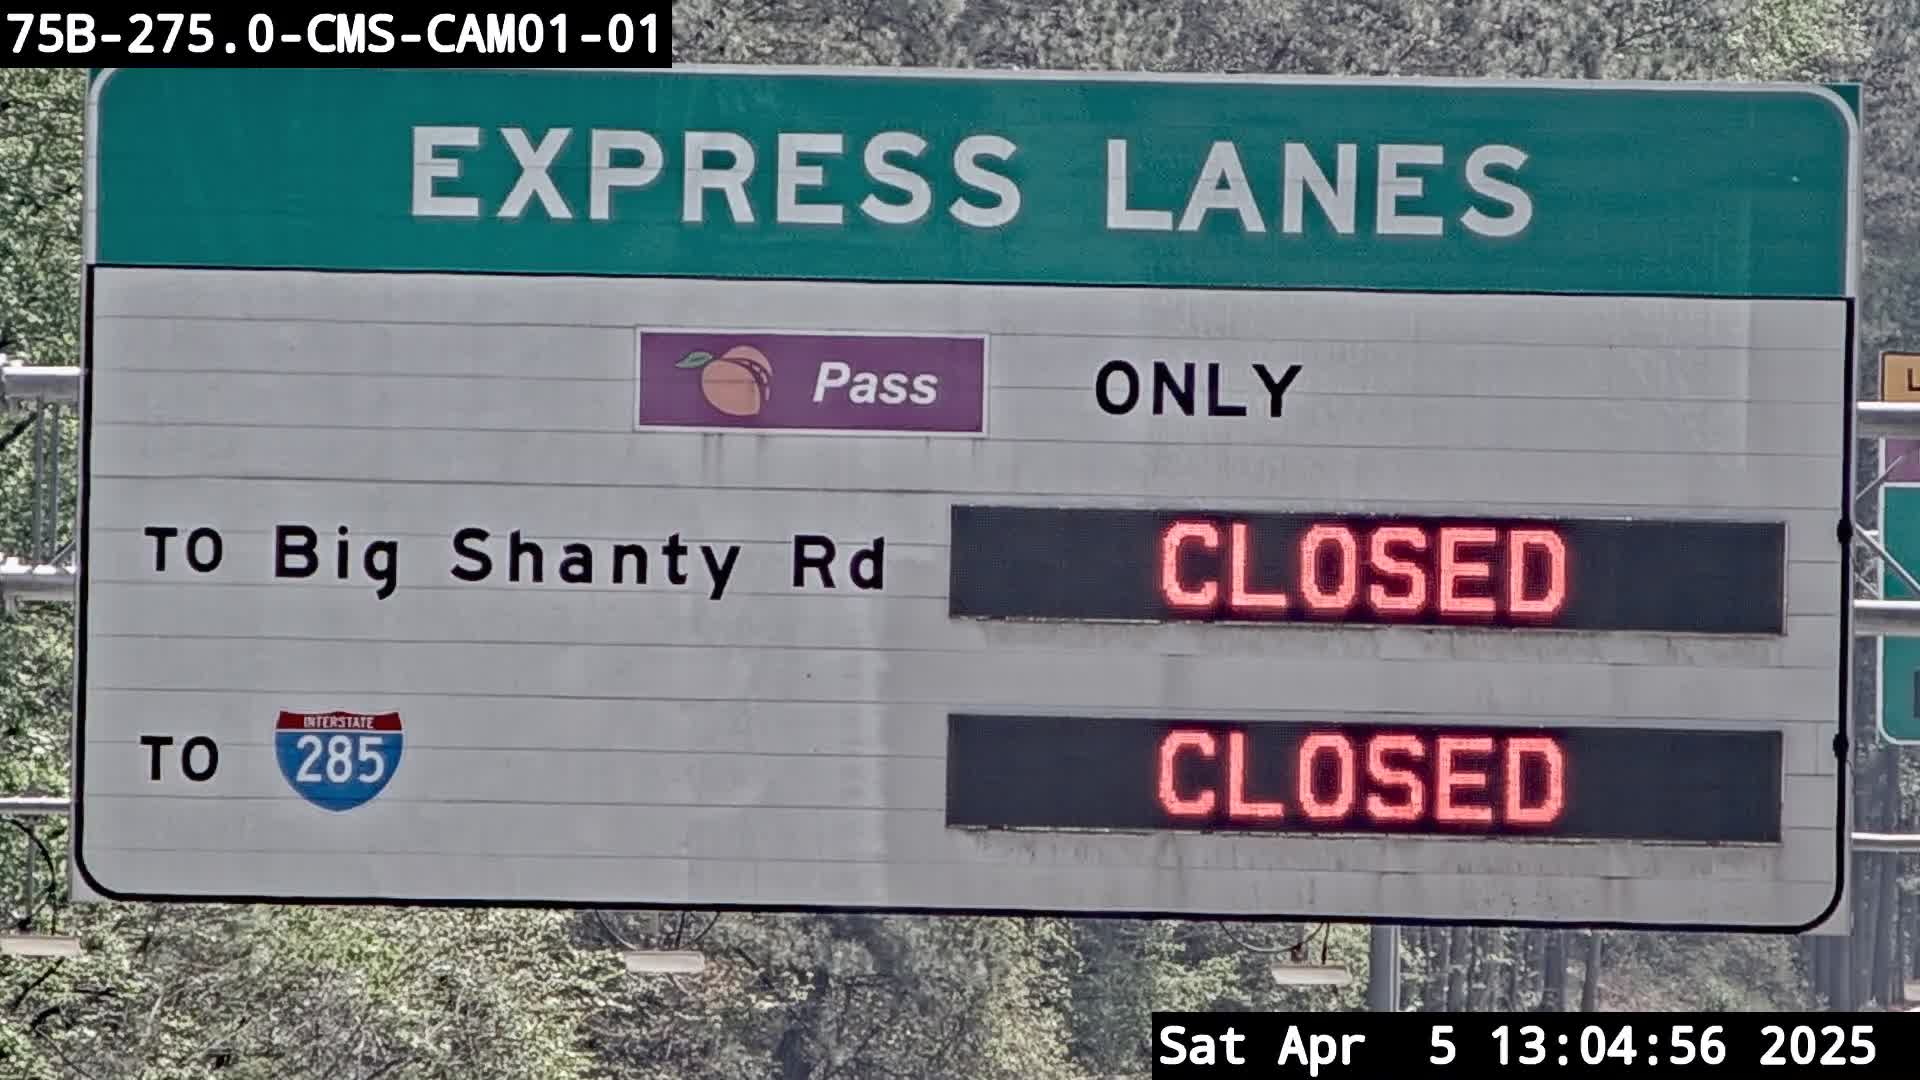 75B-275.0-CMS-CAM01-01
EXPRESS LANES
Pass ONLY
TO Big Shanty Rd CLOSED
TO INTERSTATE 285 CLOSED
Sat Apr 5 13:04:56 2025